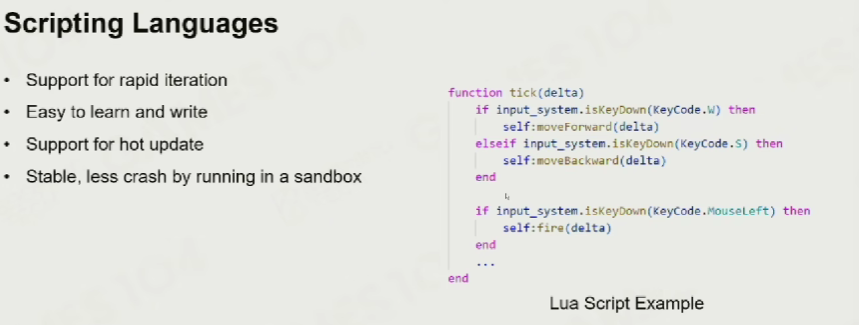 Scripting Languages
• Support for rapid iteration
• Easy to learn and write
• Support for hot update
• Stable, less crash by running in a sandbox
function tick(delta)
    if input_system.isKeyDown(KeyCode.W) then
        self:moveForward(delta)
    elseif input_system.isKeyDown(KeyCode.S) then
        self:moveBackward(delta)
    end
    if input_system.isKeyDown(KeyCode.MouseLeft) then
        self:fire(delta)
    end
    ...
end
Lua Script Example